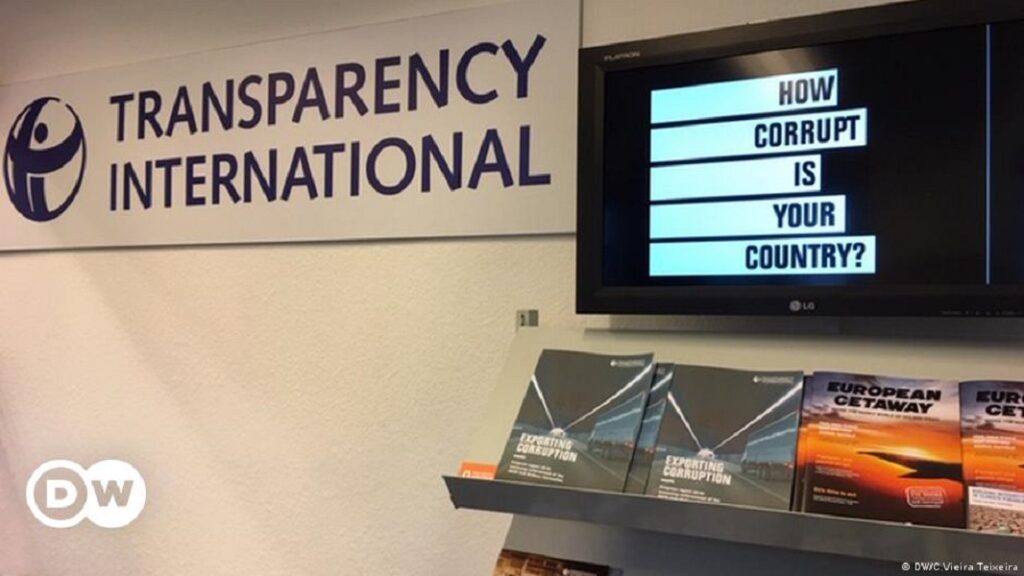 TRANSPARENCY
INTERNATIONAL
HOW
CORRUPT
IS
YOUR
COUNTRY?
LG
EXPORTING
CORRUPTION
EXPORTING
CORRUPTION
EUROPEAN
GETAWAY
DW
© DW/C.Vieira Teixeira